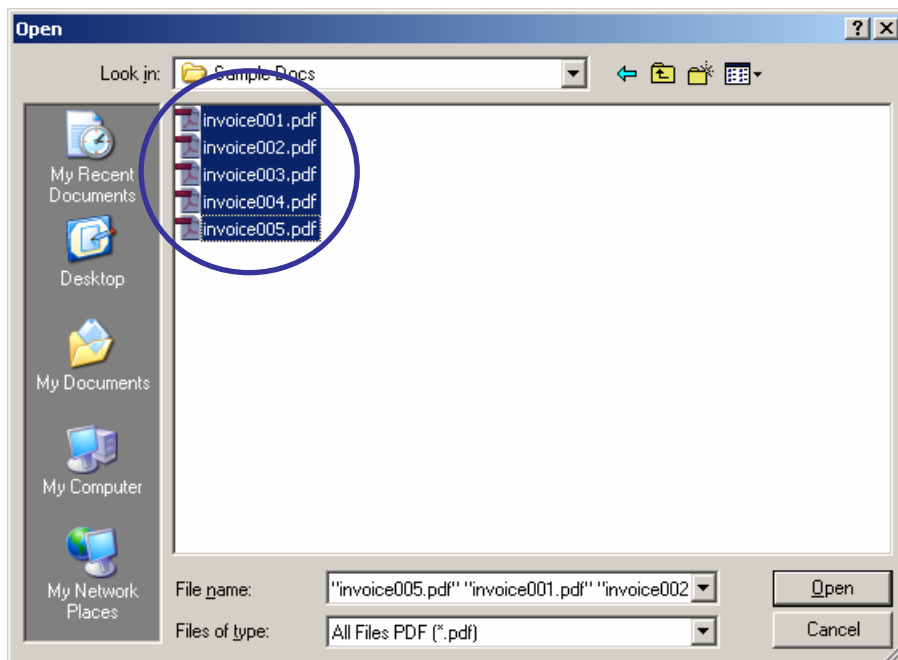 Open
Look in: Sample Docs
invoice001.pdf
invoice002.pdf
invoice003.pdf
invoice004.pdf
invoice005.pdf
My Recent
Documents
Desktop
My Documents
My Computer
My Network
Places
File name: "invoice005.pdf" "invoice001.pdf" "invoice002
Open
Files of type: All Files PDF (*.pdf)
Cancel